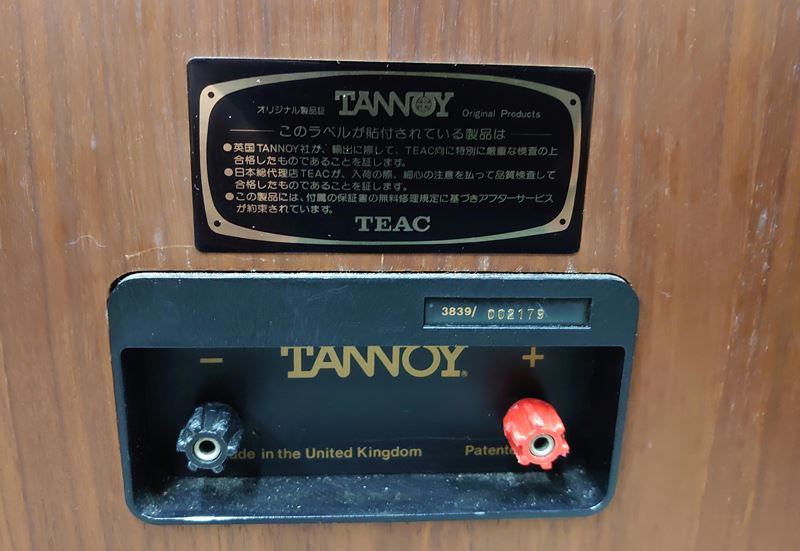 オリジナル製品証 TANNOY Original Products
このラベルが貼付されている製品は
●英国TANNOY社が、輸出に際して、TEAC向に特別に厳重な検査の上
合格したものであることを証します。
●日本総代理店TEACが、入荷の際、細心の注意を払って品質検査して
合格したものであることを証します。
●この製品には、付属の保証書の無料修理規定に基づきアフターサービス
が約束されています。
TEAC
3839/ 002179
− TANNOY® +
in the United Kingdom